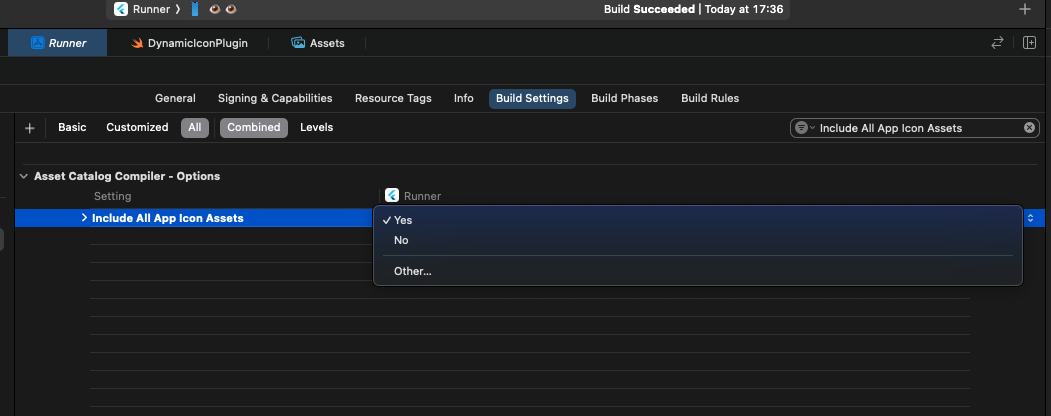 Runner 〉 👀 Build Succeeded | Today at 17:36
Runner DynamicIconPlugin Assets
General Signing & Capabilities Resource Tags Info Build Settings Build Phases Build Rules
Basic Customized All Combined Levels Include All App Icon Assets
Asset Catalog Compiler - Options
Setting Runner
Include All App Icon Assets
Yes
No
Other...